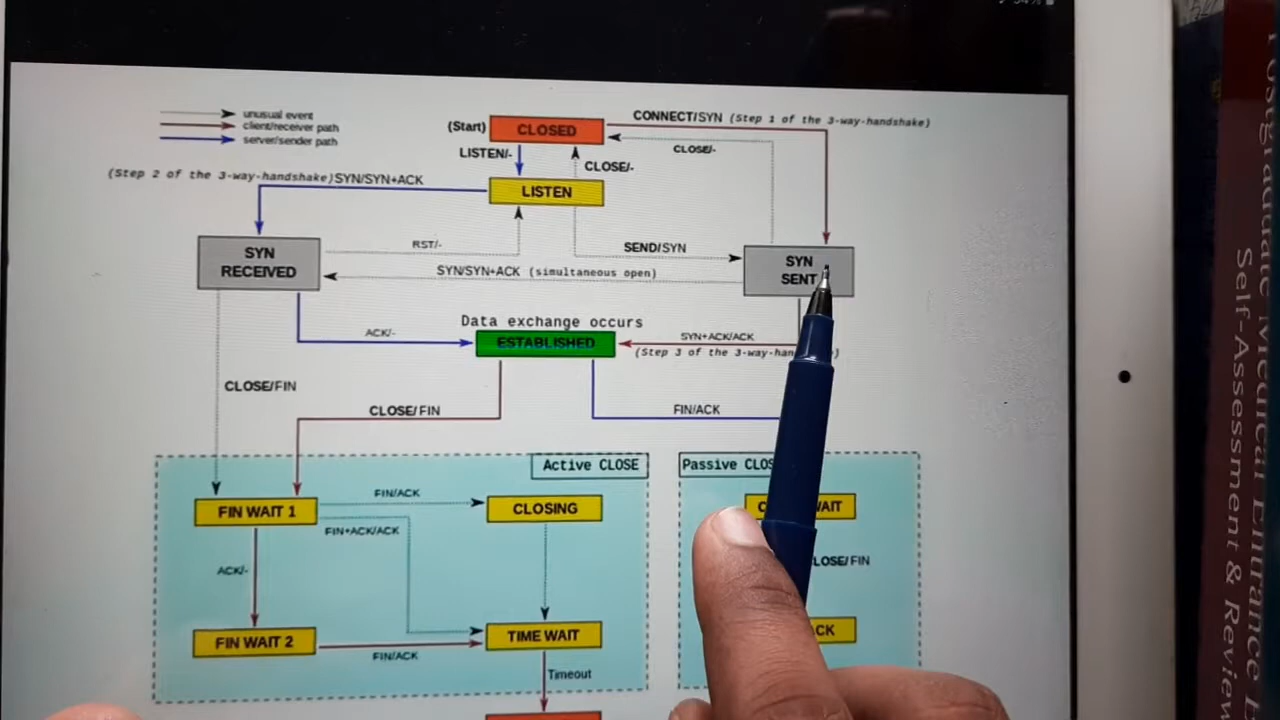 unusual event
client/receiver path
server/sender path
(Start)
CLOSED
CONNECT/SYN (Step 1 of the 3-way-handshake)
CLOSE/-
LISTEN/-
CLOSE/-
(Step 2 of the 3-way-handshake) SYN/SYN+ACK
LISTEN
RST/-
SEND/SYN
SYN
RECEIVED
SYN
SENT
SYN/SYN+ACK (simultaneous open)
Data exchange occurs
ACK/-
ESTABLISHED
SYN+ACK/ACK
(Step 3 of the 3-way-
CLOSE/FIN
CLOSE/FIN
FIN/ACK
Active CLOSE
Passive
FIN WAIT 1
FIN/ACK
CLOSING
FIN+ACK/ACK
ACK/-
/FIN
FIN WAIT 2
FIN/ACK
TIME WAIT
Timeout
Postgraduate Medical Entrance
Self-Assessment & Review